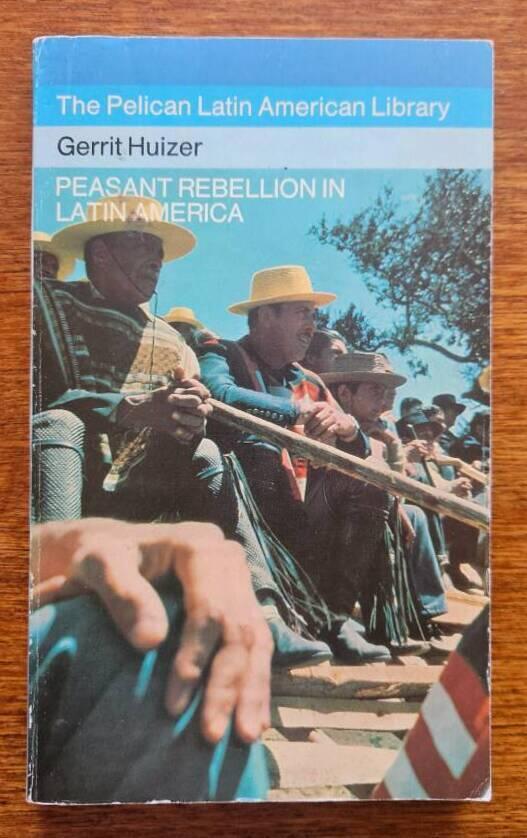 The Pelican Latin American Library
Gerrit Huizer
PEASANT REBELLION IN
LATIN AMERICA